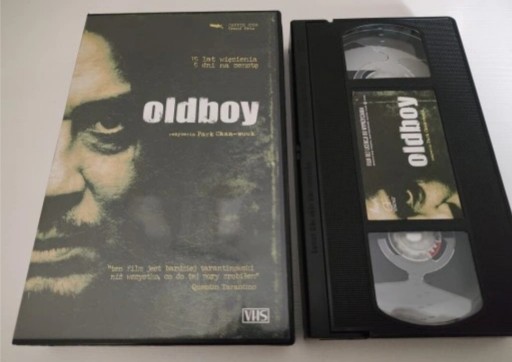 15 lat więzienia
5 dni na zemstę
oldboy
reżyseria Park Chan-wook
"ten film jest bardziej tarantinowski
niż wszystko co do tej pory zrobiłem"
Quentin Tarantino
VHS
oldboy